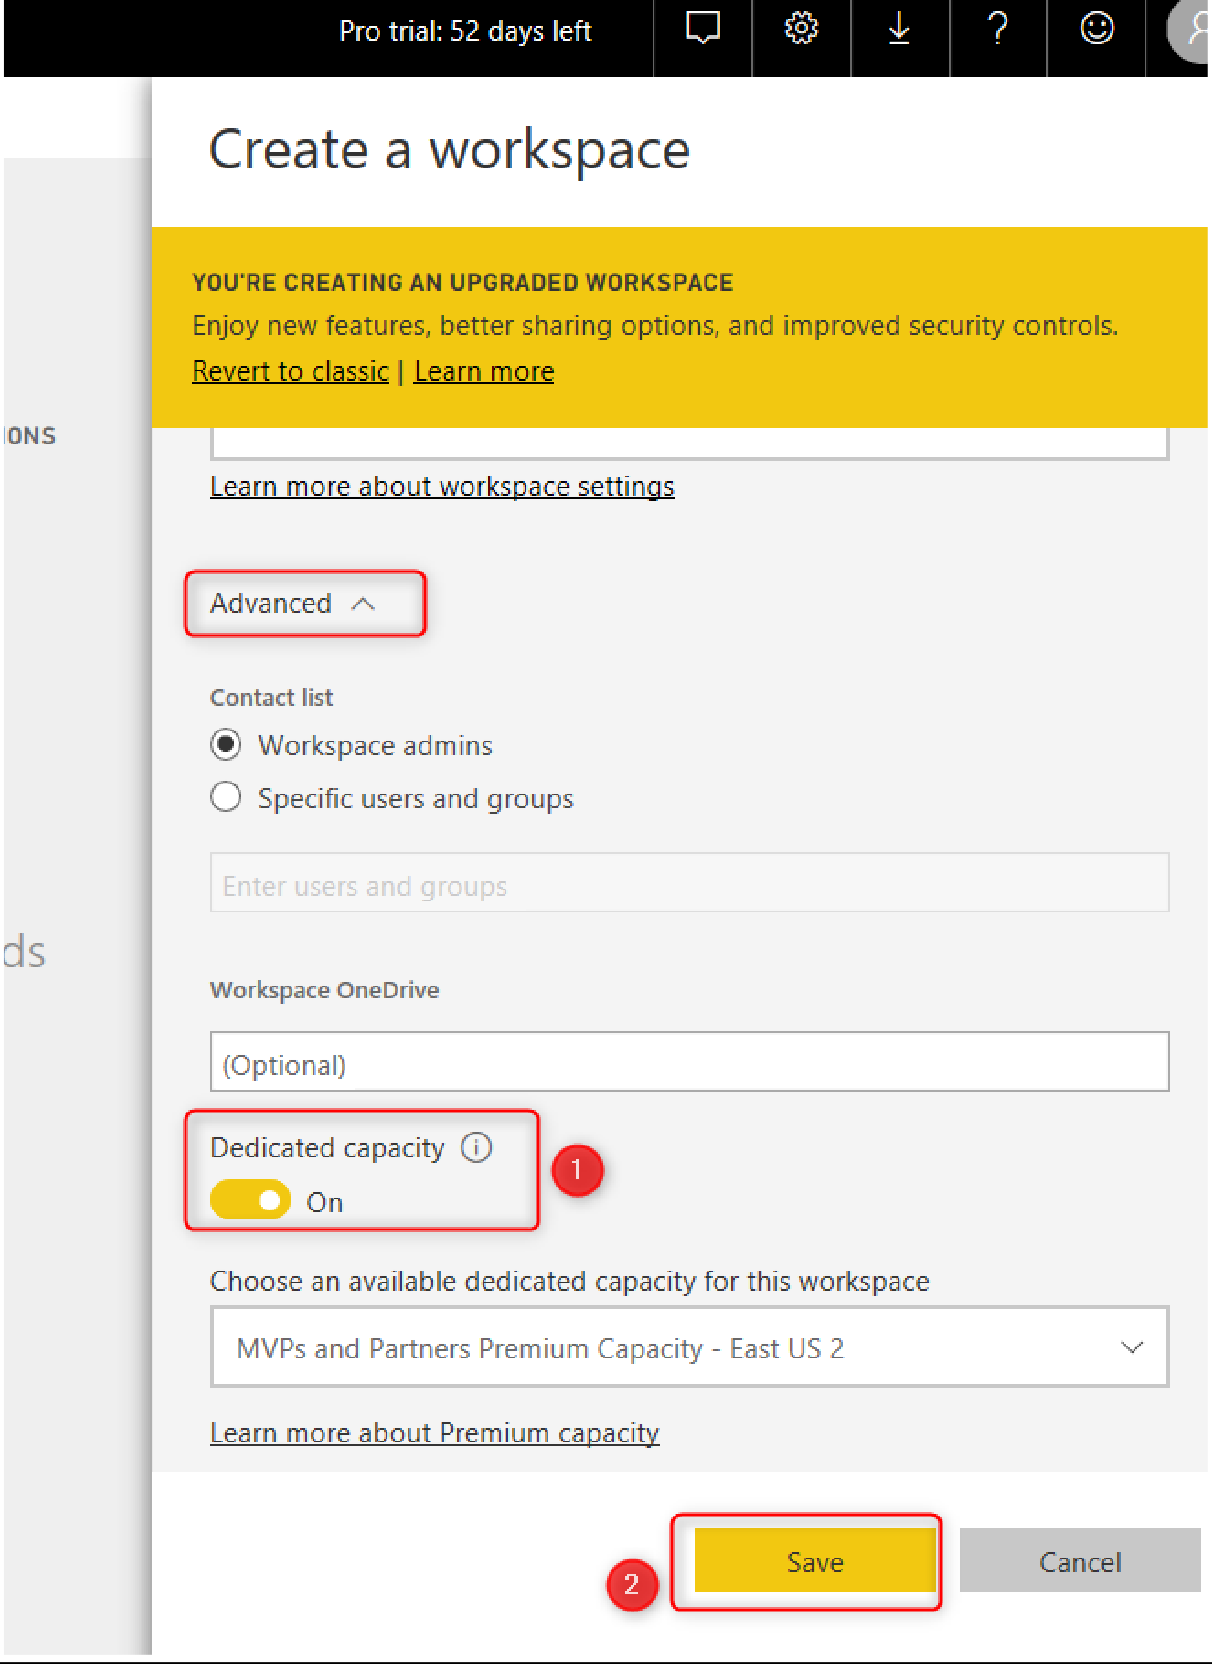 Pro trial: 52 days left
?
Create a workspace
YOU'RE CREATING AN UPGRADED WORKSPACE
Enjoy new features, better sharing options, and improved security controls.
Revert to classic | Learn more
IONS
Learn more about workspace settings
Advanced
Contact list
Workspace admins
Specific users and groups
Enter users and groups
ds
Workspace OneDrive
(Optional)
Dedicated capacity
1
On
Choose an available dedicated capacity for this workspace
MVPs and Partners Premium Capacity - East US 2
Learn more about Premium capacity
2
Save
Cancel